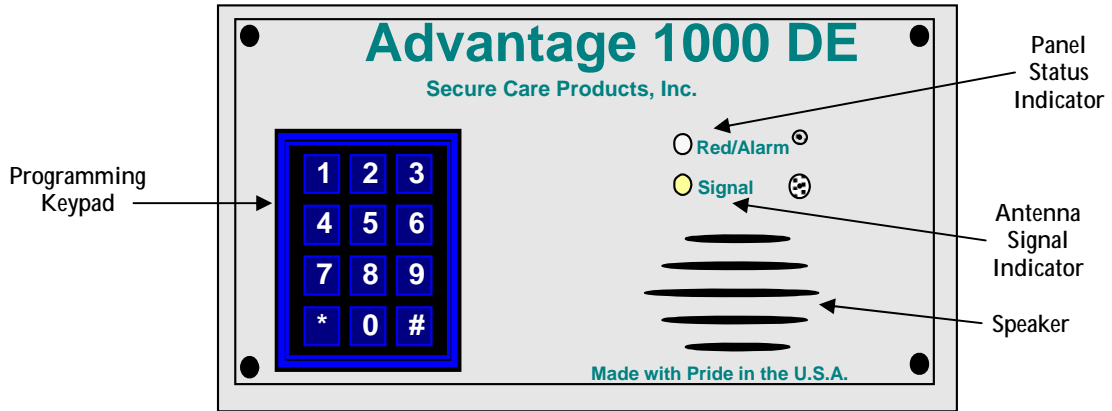 Advantage 1000 DE
Secure Care Products, Inc.
Panel
Status
Indicator
Red/Alarm
Signal
Programming
Keypad
1 2 3
4 5 6
7 8 9
* 0 #
Antenna
Signal
Indicator
Speaker
Made with Pride in the U.S.A.